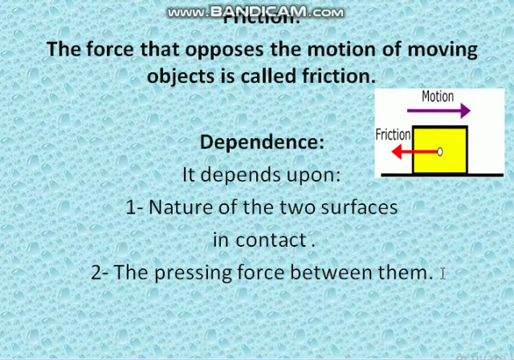 www.BANDICAM.com
Friction:
The force that opposes the motion of moving
objects is called friction.
Motion
Friction
Dependence:
It depends upon:
1- Nature of the two surfaces
in contact .
2- The pressing force between them.